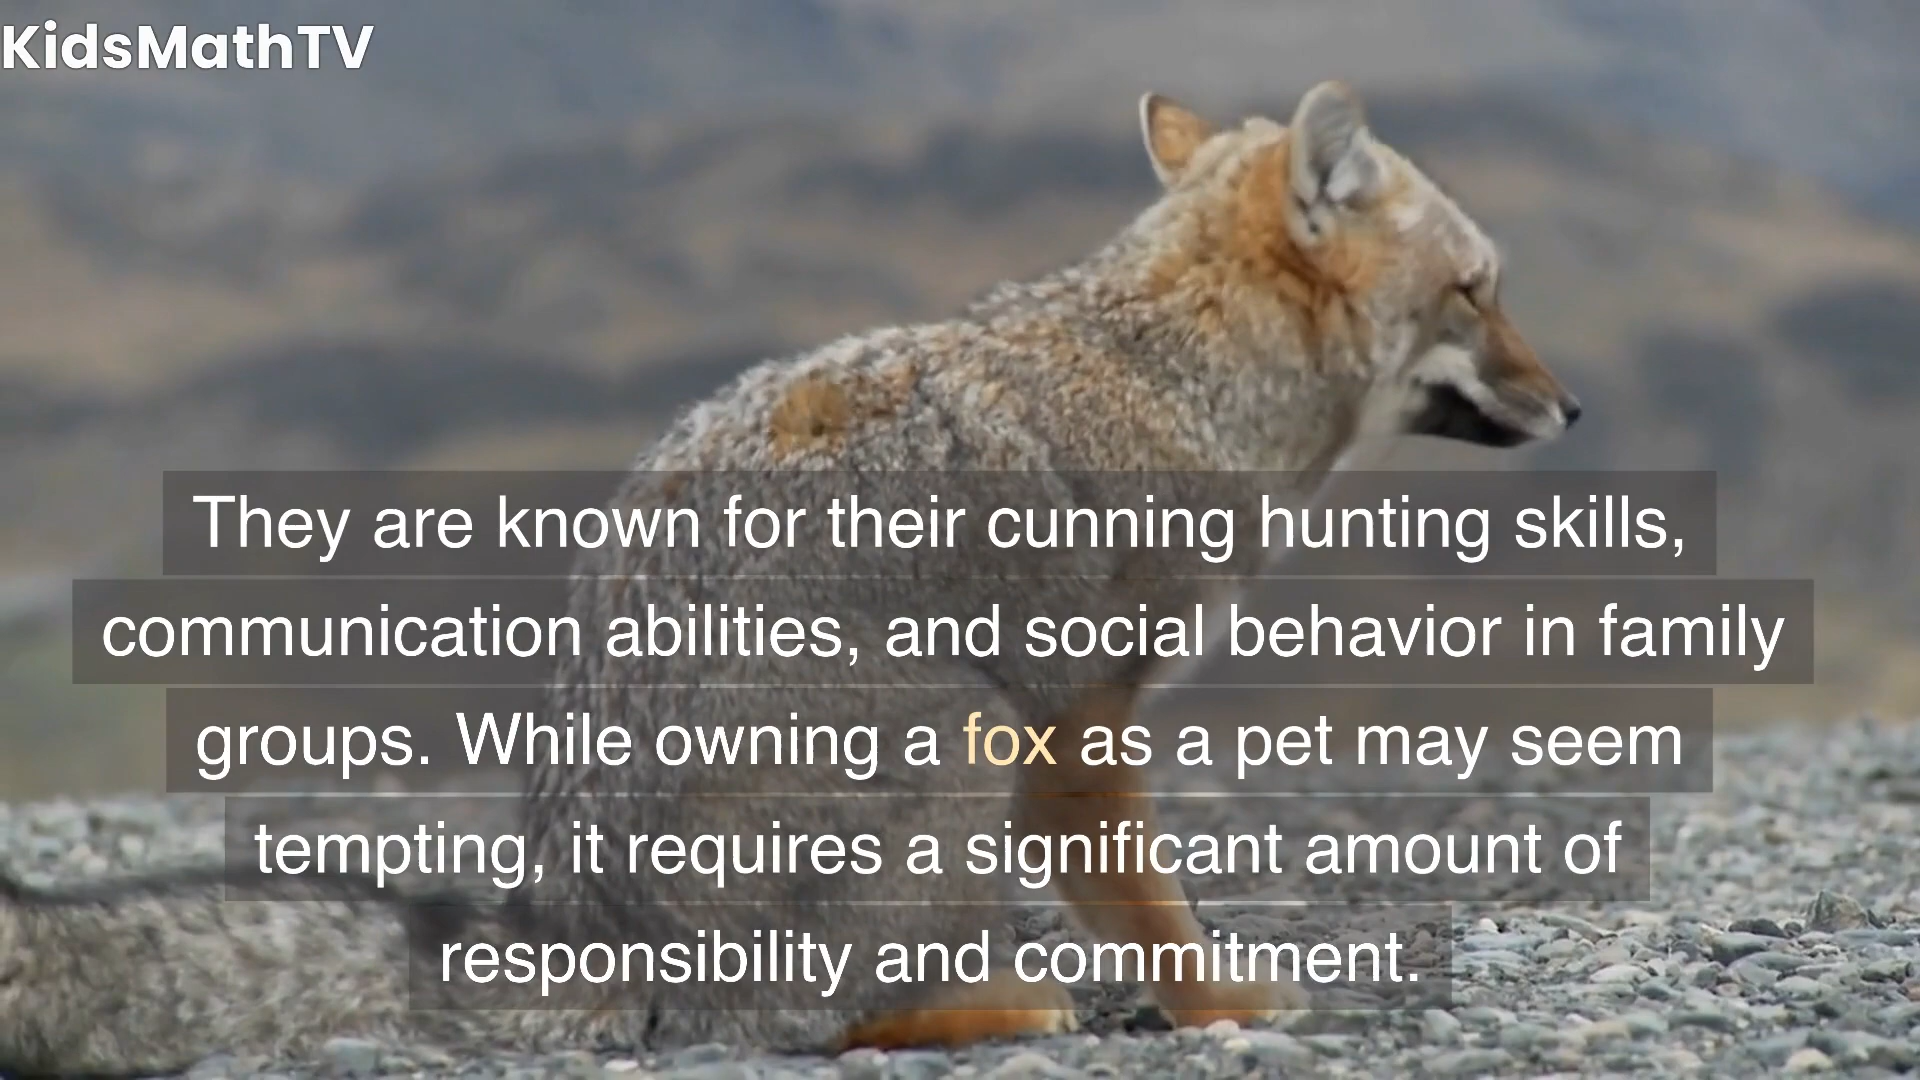 KidsMathTV
They are known for their cunning hunting skills,
communication abilities, and social behavior in family
groups. While owning a fox as a pet may seem
tempting, it requires a significant amount of
responsibility and commitment.